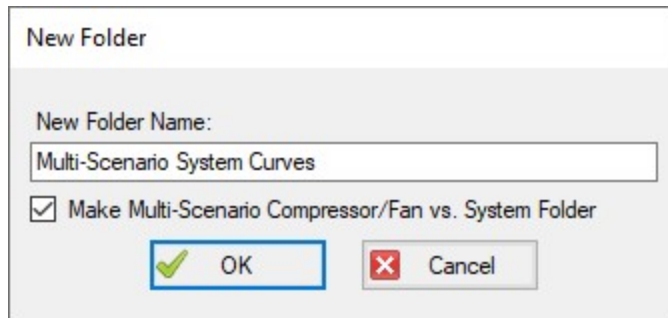 New Folder
New Folder Name:
Multi-Scenario System Curves
Make Multi-Scenario Compressor/Fan vs. System Folder
OK Cancel